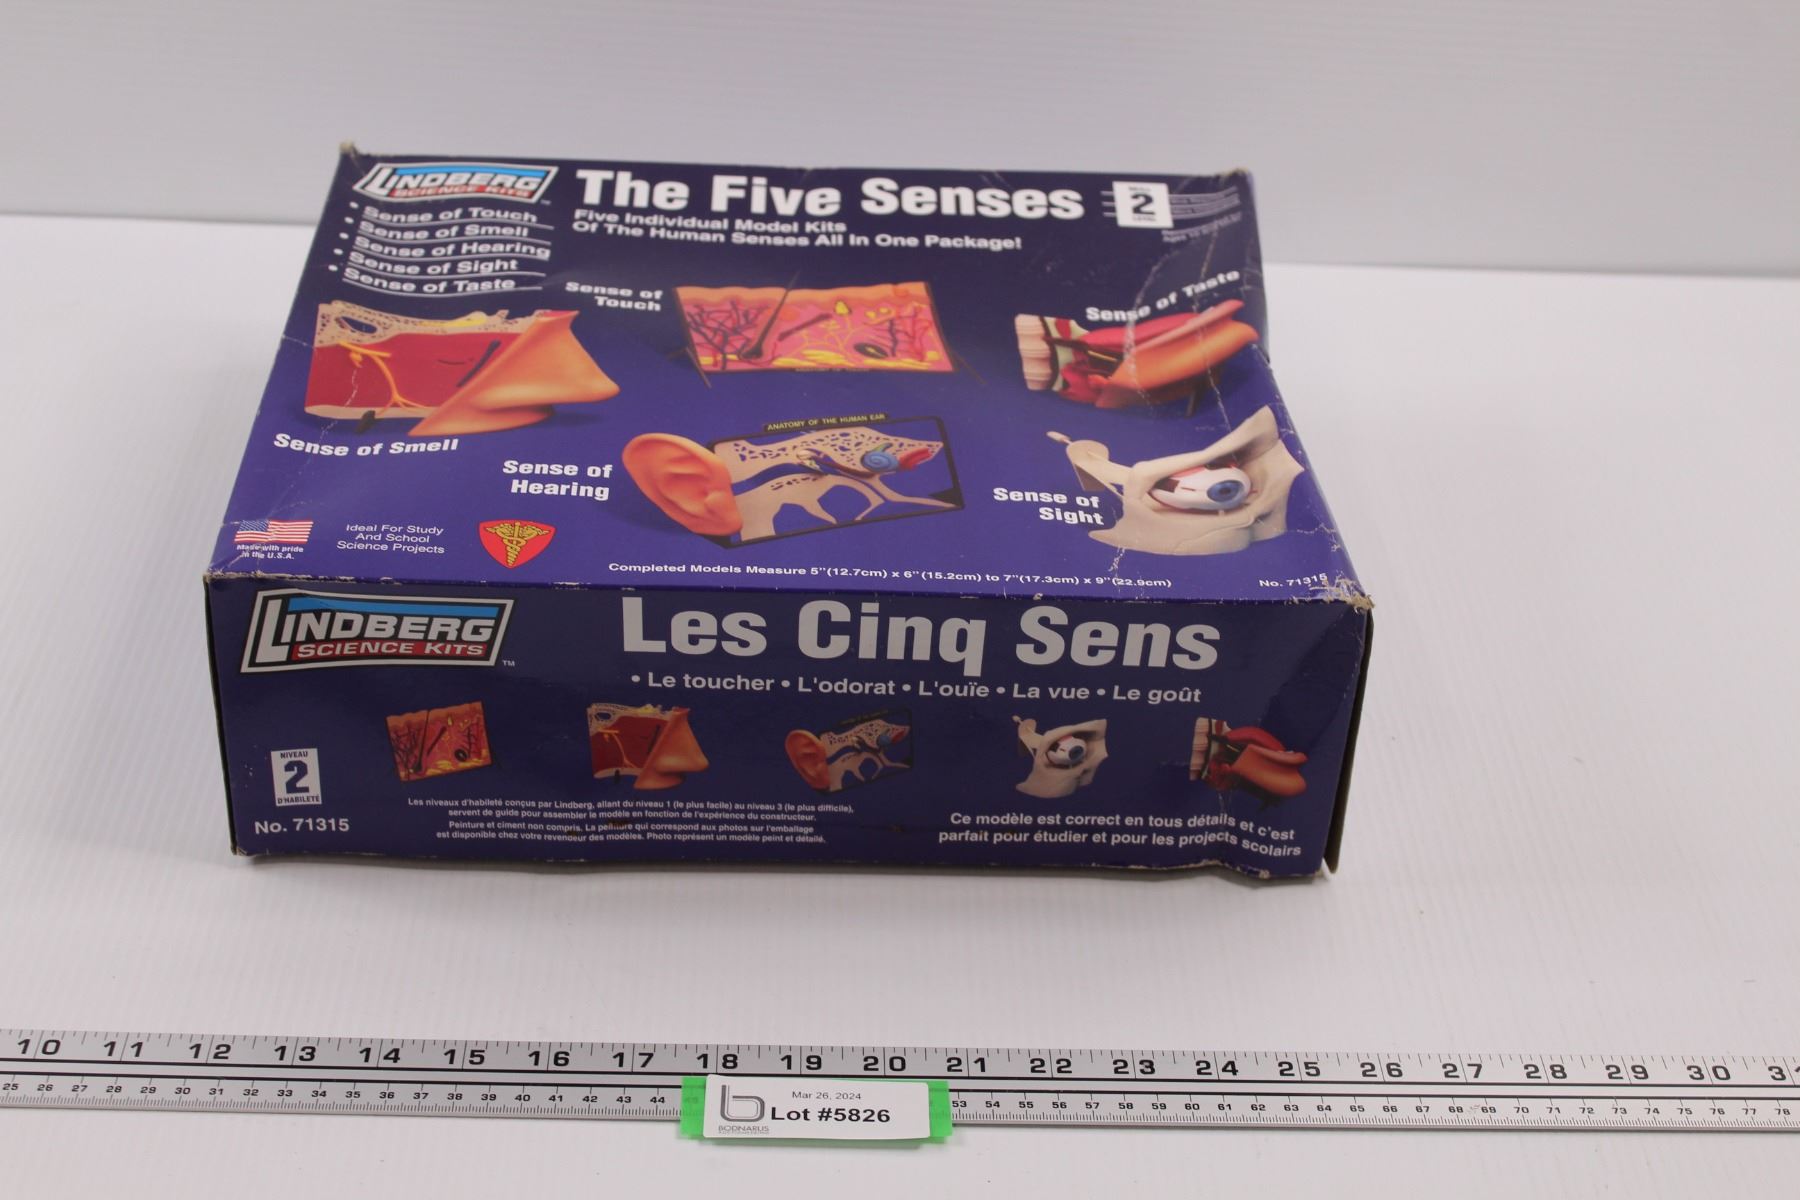 LINDBERG
SCIENCE KITS
™
• Sense of Touch
• Sense of Smell
• Sense of Hearing
• Sense of Sight
• Sense of Taste
The Five Senses
Five Individual Model Kits
Of The Human Senses All In One Package!
SKILL
2
LEVEL
Sense of
Touch
Sense of Taste
Sense of Smell
Sense of
Hearing
ANATOMY OF THE HUMAN EAR
Sense of
Sight
Made with pride
in the U.S.A.
Ideal For Study
And School
Science Projects
Completed Models Measure 5"(12.7cm) x 6"(15.2cm) to 7"(17.3cm) x 9"(22.9cm)
No. 71315
LINDBERG
SCIENCE KITS
™
Les Cinq Sens
• Le toucher • L'odorat • L'ouïe • La vue • Le goût
NIVEAU
2
D'HABILETÉ
No. 71315
Les niveaux d'habileté conçus par Lindberg, allant du niveau 1 (le plus facile) au niveau 3 (le plus difficile),
servent de guide pour assembler le modèle en fonction de l'expérience du constructeur.
Peinture et ciment non compris. La peinture qui correspond aux photos sur l'emballage
est disponible chez votre revendeur des modèles. Photo représent un modèle peint et détailé.
Ce modèle est correct en tous détails et c'est
parfait pour étudier et pour les projects scolairs
10 11 12 13 14 15 16 17 18 19 20 21 22 23 24 25 26 27 28 29 30
25 26 27 28 29 30 31 32 33 34 35 36 37 38 39 40 41 42 43 44 53 54 55 56 57 58 59 60 61 62 63 64 65 66 67 68 69 70 71 72 73 74 75 76 77 78
Mar 26, 2024
Lot #5826
BODNARUS